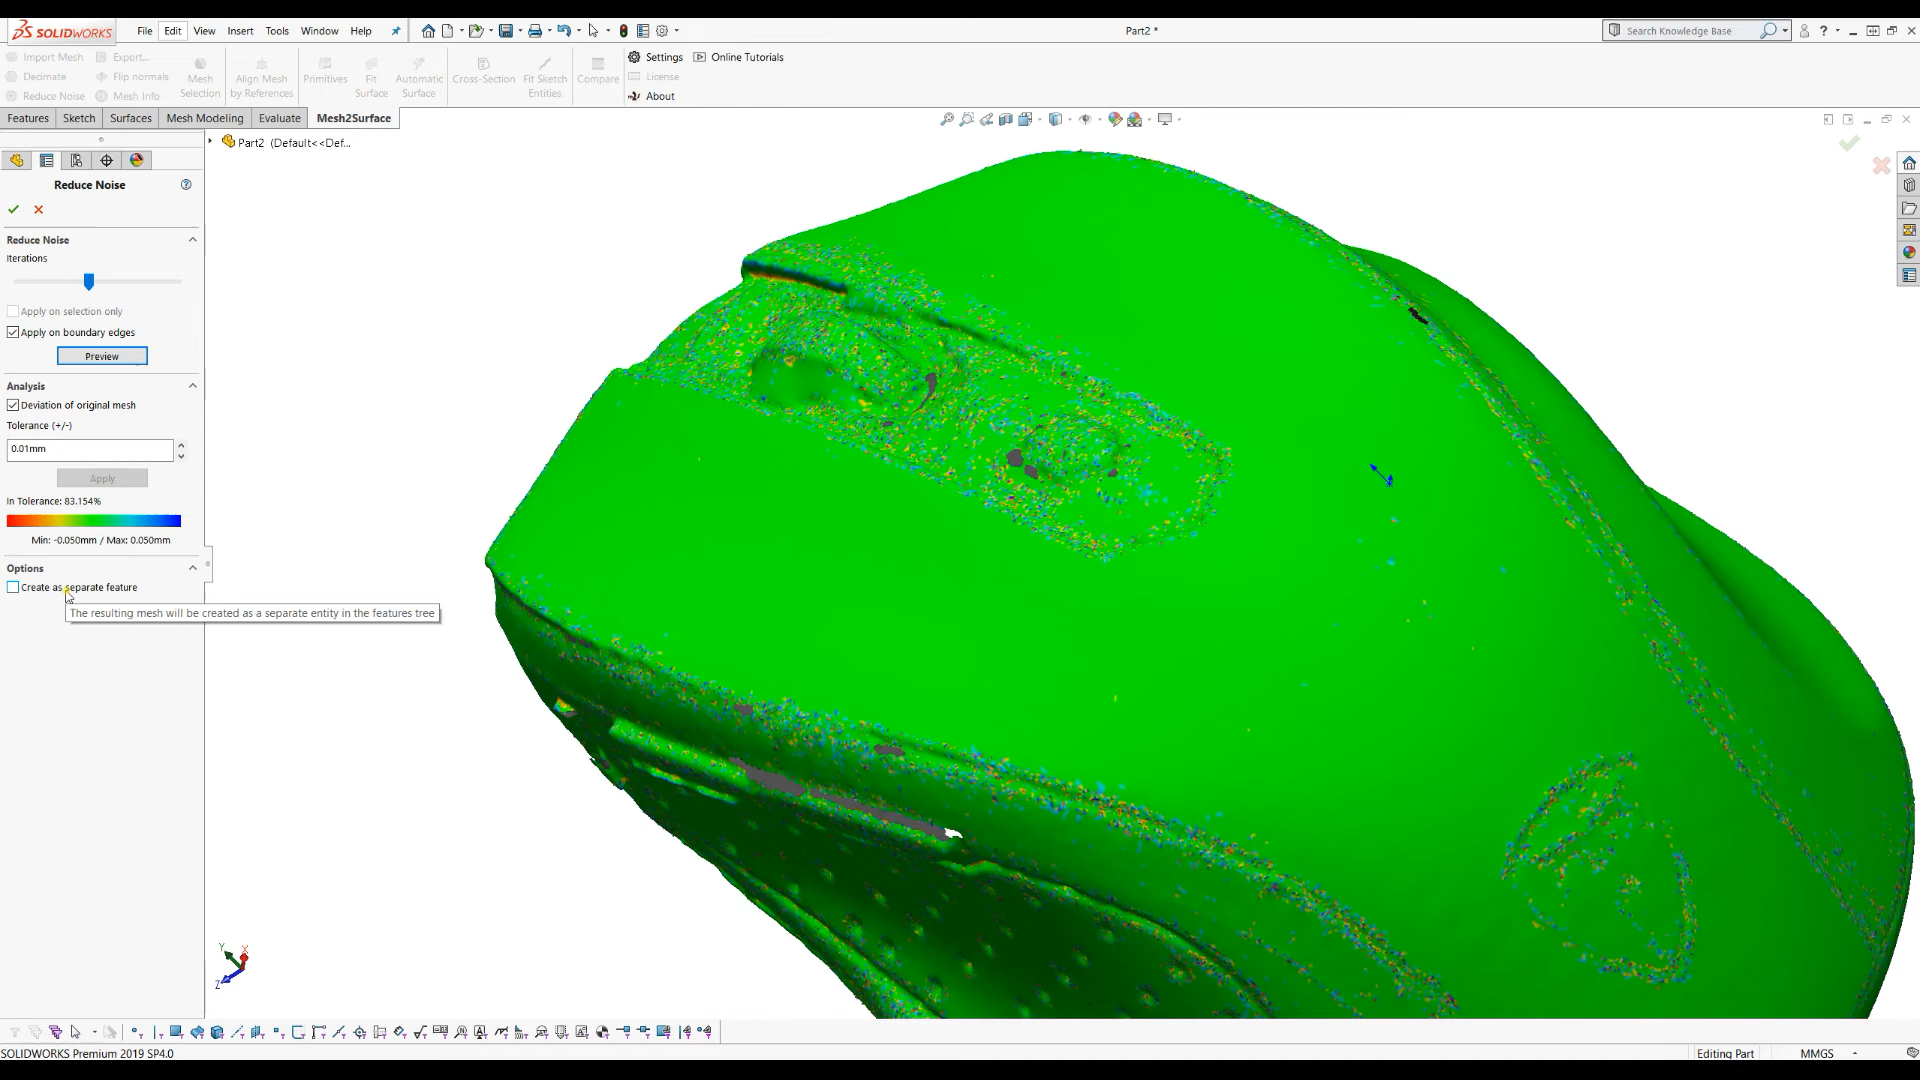 SOLIDWORKS File Edit View Insert Tools Window Help Part2 * Search Knowledge Base ?
Import Mesh Export...
Decimate Flip normals
Reduce Noise Mesh Info
Mesh Selection
Align Mesh by References
Primitives
Fit Surface
Automatic Surface
Cross-Section
Fit Sketch Entities
Compare
Settings Online Tutorials
License
About
Features Sketch Surfaces Mesh Modeling Evaluate Mesh2Surface
Part2 (Default<<Def...
Reduce Noise
Reduce Noise
Iterations
Apply on selection only
Apply on boundary edges
Preview
Analysis
Deviation of original mesh
Tolerance (+/-)
0.01mm
Apply
In Tolerance: 83.154%
Min: -0.050mm / Max: 0.050mm
Options
Create as separate feature
The resulting mesh will be created as a separate entity in the features tree
Y X
Z
SOLIDWORKS Premium 2019 SP4.0 Editing Part MMGS